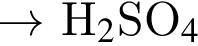 → H₂SO₄